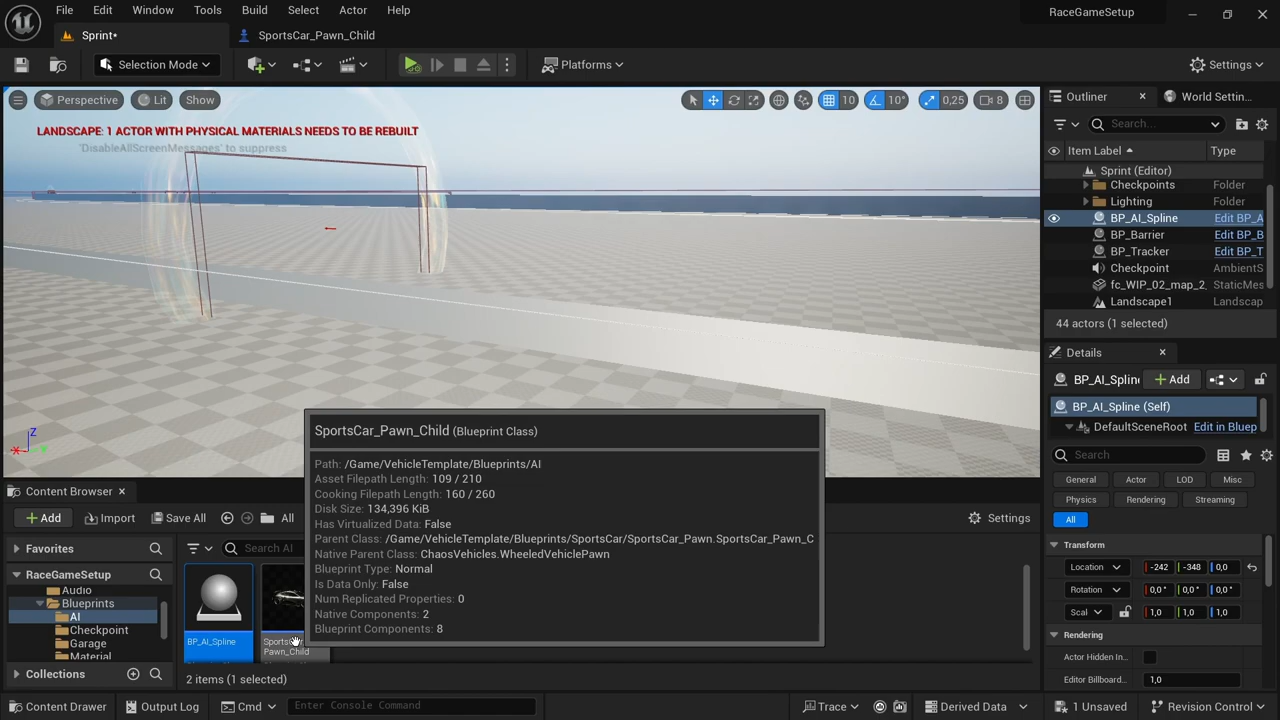 File Edit Window Tools Build Select Actor Help
RaceGameSetup
Sprint•
SportsCar_Pawn_Child
Selection Mode
Platforms
Settings
Perspective
Lit
Show
10
10°
0,25
8
LANDSCAPE: 1 ACTOR WITH PHYSICAL MATERIALS NEEDS TO BE REBUILT
'DisableAllScreenMessages' to suppress
Z
X
Y
Outliner
World Settin...
Search...
Item Label
Type
Sprint (Editor)
Checkpoints Folder
Lighting Folder
BP_AI_Spline Edit BP_A
BP_Barrier Edit BP_B
BP_Tracker Edit BP_T
Checkpoint AmbientS
fc_WIP_02_map_2_ StaticMes
Landscape1 Landscap
44 actors (1 selected)
Details
BP_AI_Spline
Add
BP_AI_Spline (Self)
DefaultSceneRoot Edit in Bluep
Search
General Actor LOD Misc
Physics Rendering Streaming
All
Transform
Location -242 -348 0,0
Rotation 0,0° 0,0° 0,0°
Scal 1,0 1,0 1,0
Rendering
Actor Hidden In...
Editor Billboard... 1,0
SportsCar_Pawn_Child (Blueprint Class)
Path: /Game/VehicleTemplate/Blueprints/AI
Asset Filepath Length: 109 / 210
Cooking Filepath Length: 160 / 260
Disk Size: 134,396 KiB
Has Virtualized Data: False
Parent Class: /Game/VehicleTemplate/Blueprints/SportsCar/SportsCar_Pawn.SportsCar_Pawn_C
Native Parent Class: ChaosVehicles.WheeledVehiclePawn
Blueprint Type: Normal
Is Data Only: False
Num Replicated Properties: 0
Native Components: 2
Blueprint Components: 8
Content Browser
Add
Import
Save All
All
Settings
Favorites
RaceGameSetup
Audio
Blueprints
AI
Checkpoint
Garage
Material
Collections
Search AI
BP_AI_Spline
SportsCar_
Pawn_Child
2 items (1 selected)
Content Drawer
Output Log
Cmd
Enter Console Command
Trace
Derived Data
1 Unsaved
Revision Control